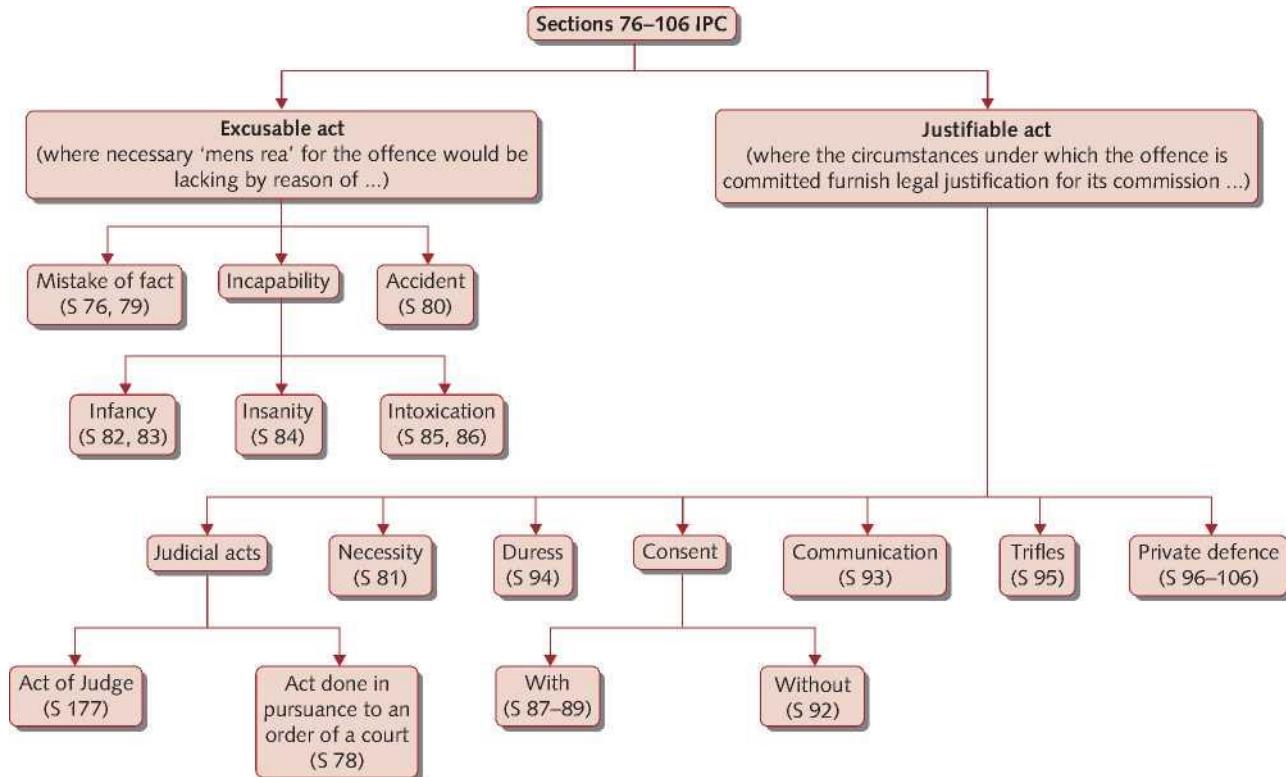 Sections 76–106 IPC
Excusable act
(where necessary ‘mens rea’ for the offence would be
lacking by reason of ...)
Justifiable act
(where the circumstances under which the offence is
committed furnish legal justification for its commission ...)
Mistake of fact
(S 76, 79)
Incapability
Accident
(S 80)
Infancy
(S 82, 83)
Insanity
(S 84)
Intoxication
(S 85, 86)
Judicial acts
Necessity
(S 81)
Duress
(S 94)
Consent
Communication
(S 93)
Trifles
(S 95)
Private defence
(S 96–106)
Act of Judge
(S 177)
Act done in
pursuance to an
order of a court
(S 78)
With
(S 87–89)
Without
(S 92)